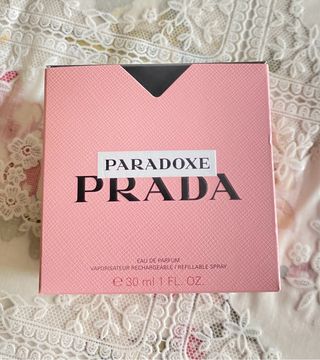 PARADOXE
PRADA
EAU DE PARFUM
VAPORISATEUR RECHARGEABLE / REFILLABLE SPRAY
℮ 30 ml 1 FL. OZ.